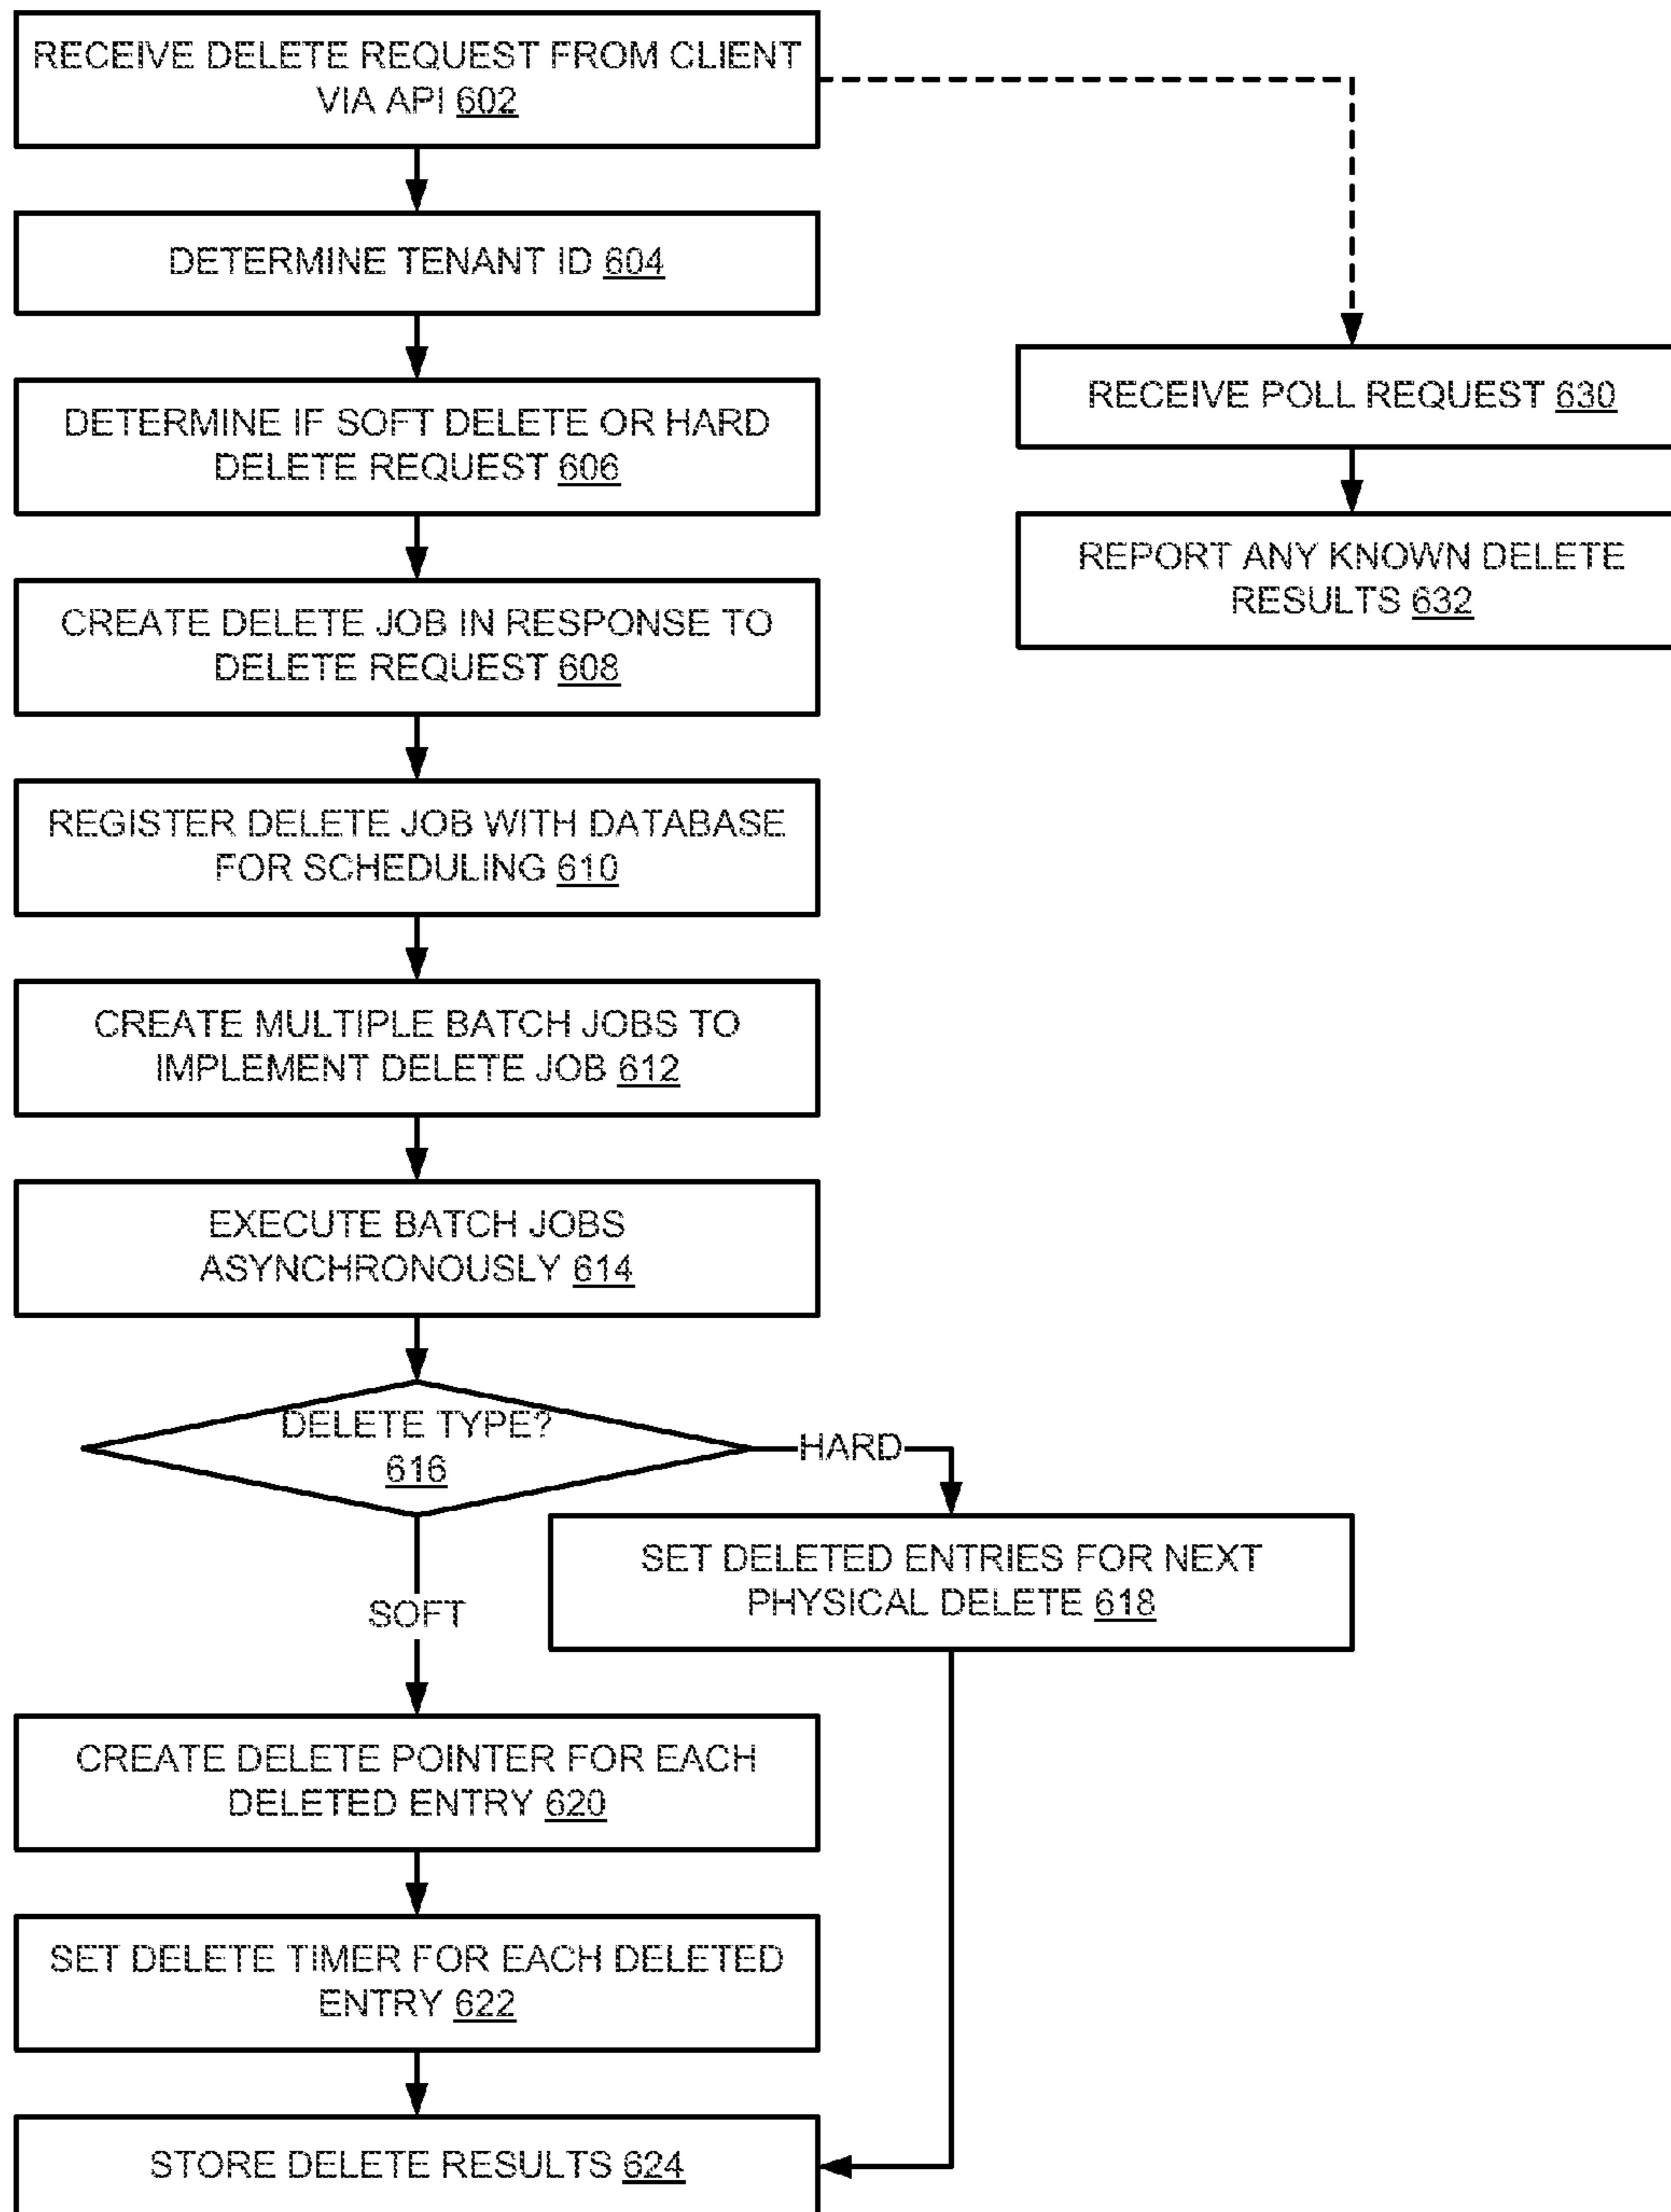 RECEIVE DELETE REQUEST FROM CLIENT
VIA API 602
DETERMINE TENANT ID 604
DETERMINE IF SOFT DELETE OR HARD
DELETE REQUEST 606
CREATE DELETE JOB IN RESPONSE TO
DELETE REQUEST 608
REGISTER DELETE JOB WITH DATABASE
FOR SCHEDULING 610
CREATE MULTIPLE BATCH JOBS TO
IMPLEMENT DELETE JOB 612
EXECUTE BATCH JOBS
ASYNCHRONOUSLY 614
DELETE TYPE?
616
HARD
SET DELETED ENTRIES FOR NEXT
PHYSICAL DELETE 618
SOFT
CREATE DELETE POINTER FOR EACH
DELETED ENTRY 620
SET DELETE TIMER FOR EACH DELETED
ENTRY 622
STORE DELETE RESULTS 624
RECEIVE POLL REQUEST 630
REPORT ANY KNOWN DELETE
RESULTS 632